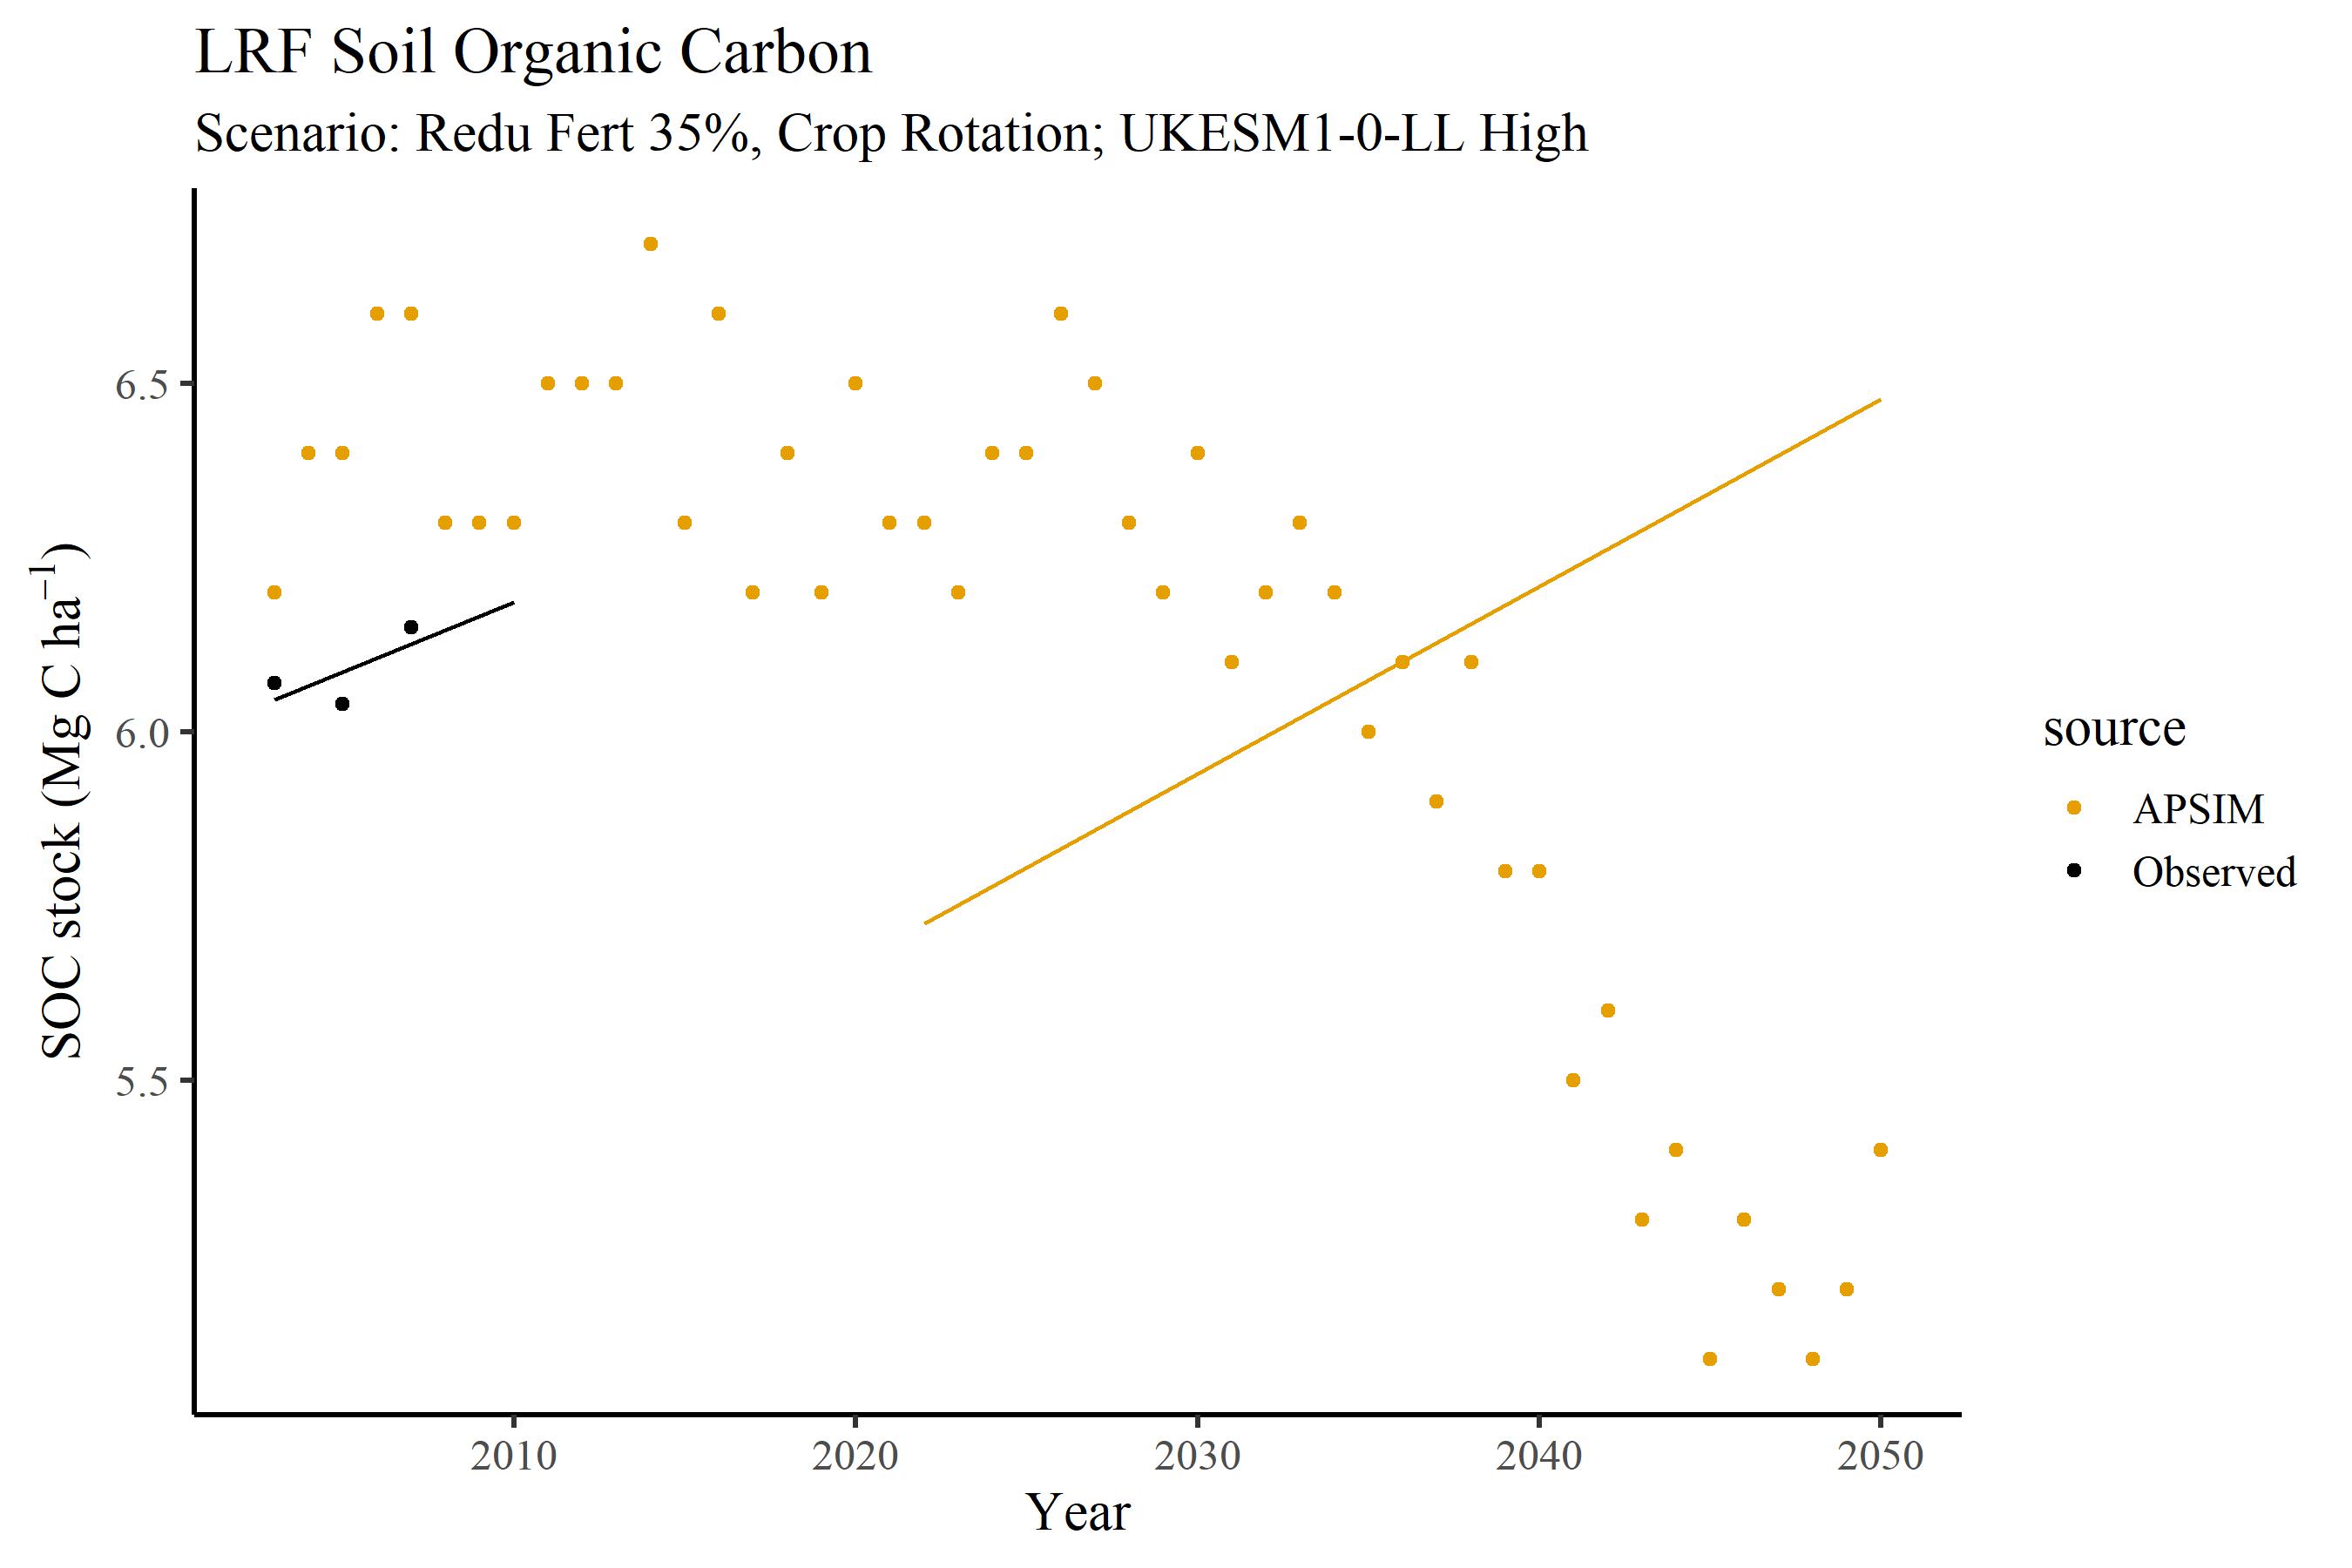 LRF Soil Organic Carbon
Scenario: Redu Fert 35%, Crop Rotation; UKESM1-0-LL High
SOC stock (Mg C ha⁻¹)
6.5
6.0
5.5
2010 2020 2030 2040 2050
Year
source
APSIM
Observed